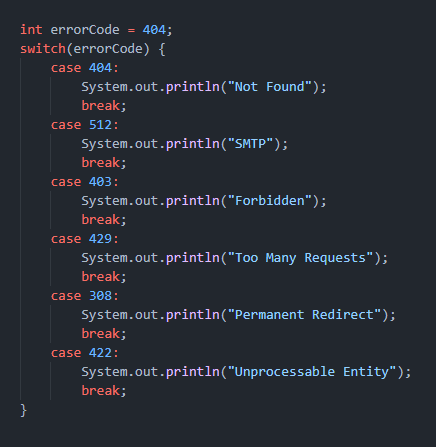 int errorCode = 404;
switch(errorCode) {
    case 404:
        System.out.println("Not Found");
        break;
    case 512:
        System.out.println("SMTP");
        break;
    case 403:
        System.out.println("Forbidden");
        break;
    case 429:
        System.out.println("Too Many Requests");
        break;
    case 308:
        System.out.println("Permanent Redirect");
        break;
    case 422:
        System.out.println("Unprocessable Entity");
        break;
}